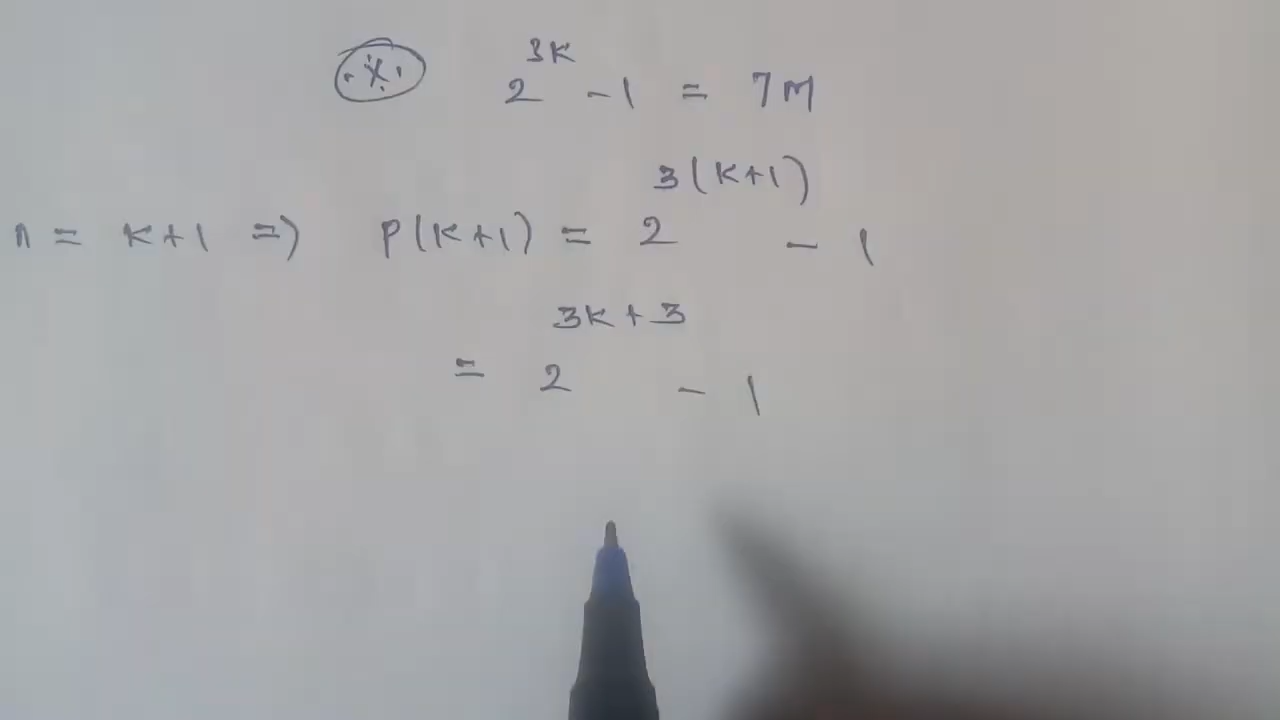 (∗) 2^{3K} - 1 = 7M
n = K+1 => P(K+1) = 2^{3(K+1)} - 1
= 2^{3K+3} - 1